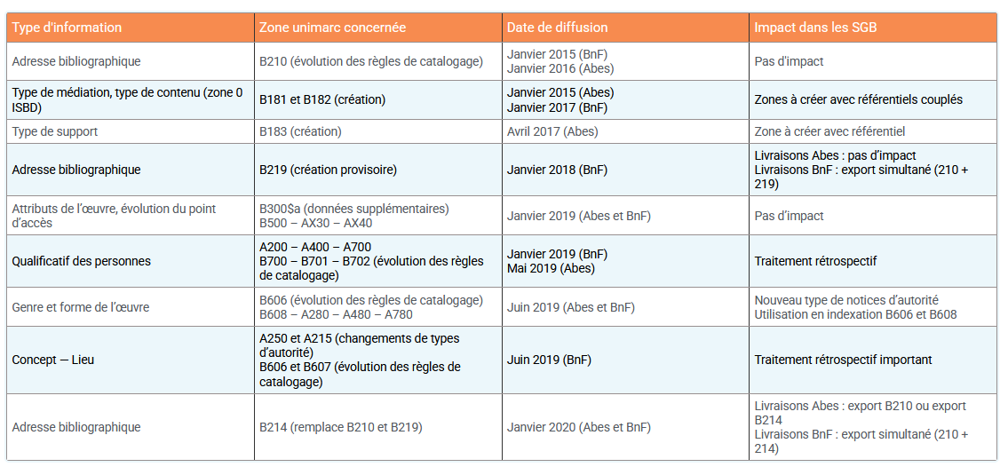 Type d'information
Zone unimarc concernée
Date de diffusion
Impact dans les SGB
Adresse bibliographique
B210 (évolution des règles de catalogage)
Janvier 2015 (BnF)
Janvier 2016 (Abes)
Pas d'impact
Type de médiation, type de contenu (zone 0
ISBD)
B181 et B182 (création)
Janvier 2015 (Abes)
Janvier 2017 (BnF)
Zones à créer avec référentiels couplés
Type de support
B183 (création)
Avril 2017 (Abes)
Zone à créer avec référentiel
Adresse bibliographique
B219 (création provisoire)
Janvier 2018 (BnF)
Livraisons Abes : pas d’impact
Livraisons BnF : export simultané (210 +
219)
Attributs de l’œuvre, évolution du point
d’accès
B300$a (données supplémentaires)
B500 – AX30 – AX40
Janvier 2019 (Abes et BnF)
Pas d’impact
Qualificatif des personnes
A200 – A400 – A700
B700 – B701 – B702 (évolution des règles
de catalogage)
Janvier 2019 (BnF)
Mai 2019 (Abes)
Traitement rétrospectif
Genre et forme de l’œuvre
B606 (évolution des règles de catalogage)
B608 – A280 – A480 – A780
Juin 2019 (Abes et BnF)
Nouveau type de notices d’autorité
Utilisation en indexation B606 et B608
Concept — Lieu
A250 et A215 (changements de types
d’autorité)
B606 et B607 (évolution des règles de
catalogage)
Juin 2019 (BnF)
Traitement rétrospectif important
Adresse bibliographique
B214 (remplace B210 et B219)
Janvier 2020 (Abes et BnF)
Livraisons Abes : export B210 ou export
B214
Livraisons BnF : export simultané (210 +
214)